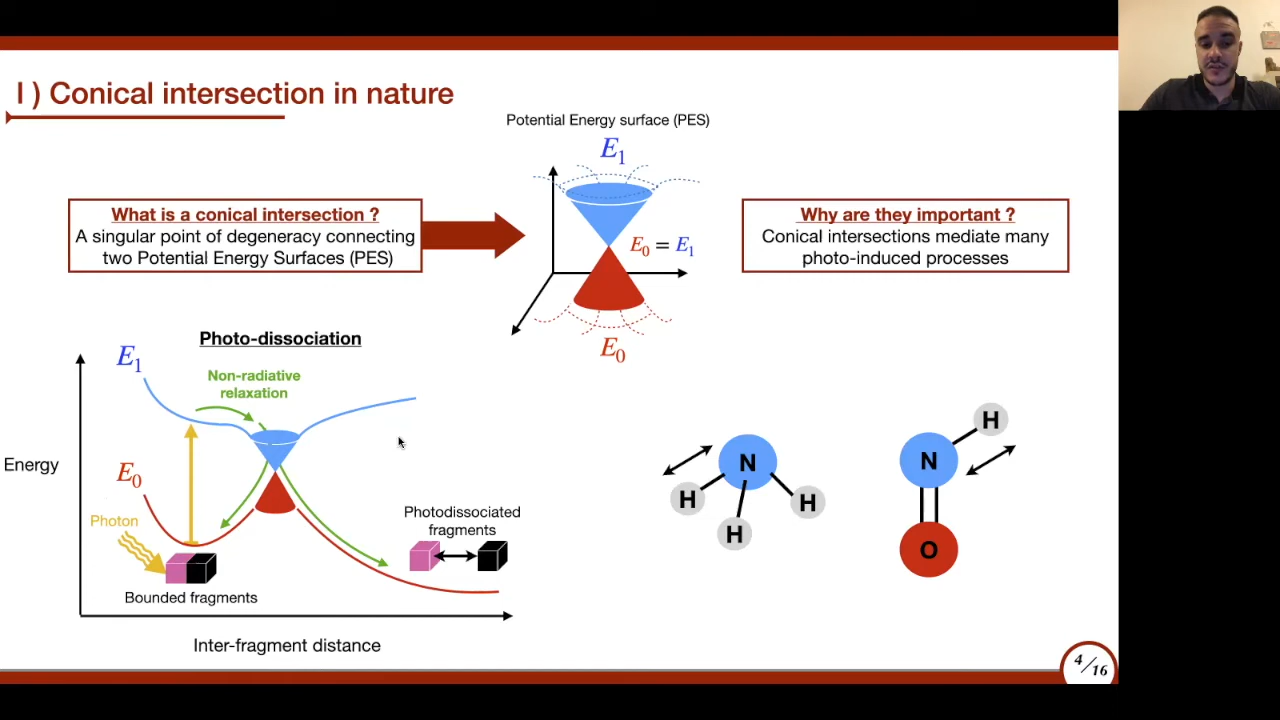 I ) Conical intersection in nature
Potential Energy surface (PES)
E1
What is a conical intersection ?
A singular point of degeneracy connecting
two Potential Energy Surfaces (PES)
E0 = E1
E0
Why are they important ?
Conical intersections mediate many
photo-induced processes
Photo-dissociation
E1
Non-radiative
relaxation
Energy
E0
Photon
Bounded fragments
Photodissociated
fragments
Inter-fragment distance
N
H
H
H
H
N
O
4/16